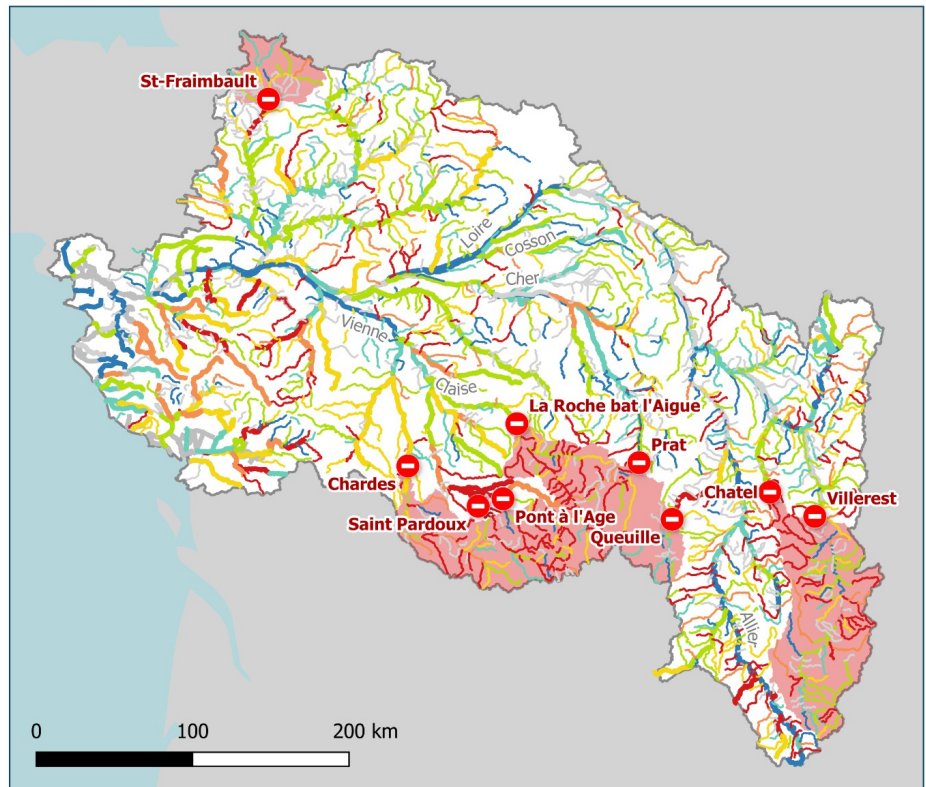 St-Fraimbault
Loire
Cosson
Cher
Vienne
Claise
La Roche bat l'Aigue
Prat
Chardes
Chatel
Villerest
Saint Pardoux
Pont à l'Age
Queuille
Allier
0 100 200 km